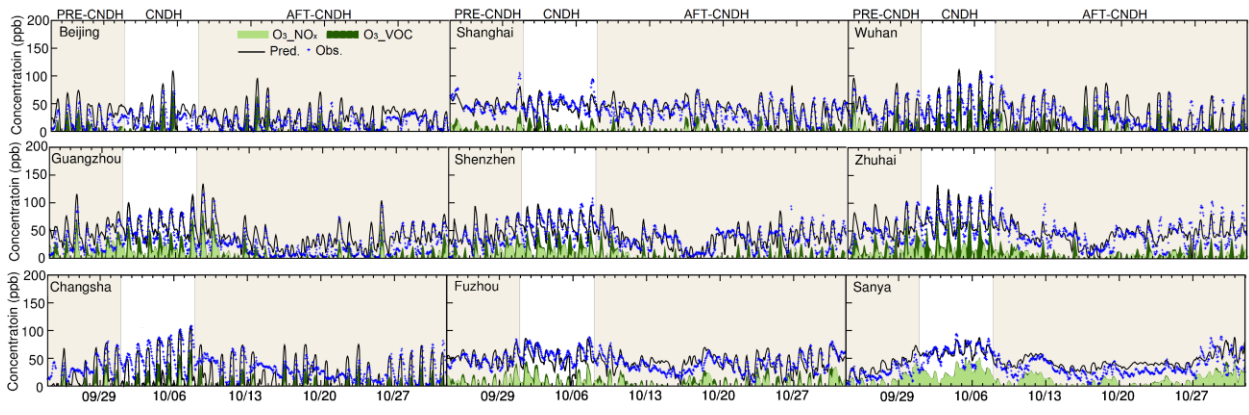 PRE-CNDH CNDH AFT-CNDH PRE-CNDH CNDH AFT-CNDH PRE-CNDH CNDH AFT-CNDH
200 Beijing O₃_NOₓ O₃_VOC Shanghai Wuhan
150 Pred. Obs.
100
50
0
Concentratoin (ppb)
200 Guangzhou Shenzhen Zhuhai
150
100
50
0
Concentratoin (ppb)
200 Changsha Fuzhou Sanya
150
100
50
0
Concentratoin (ppb)
09/29 10/06 10/13 10/20 10/27 09/29 10/06 10/13 10/20 10/27 09/29 10/06 10/13 10/20 10/27